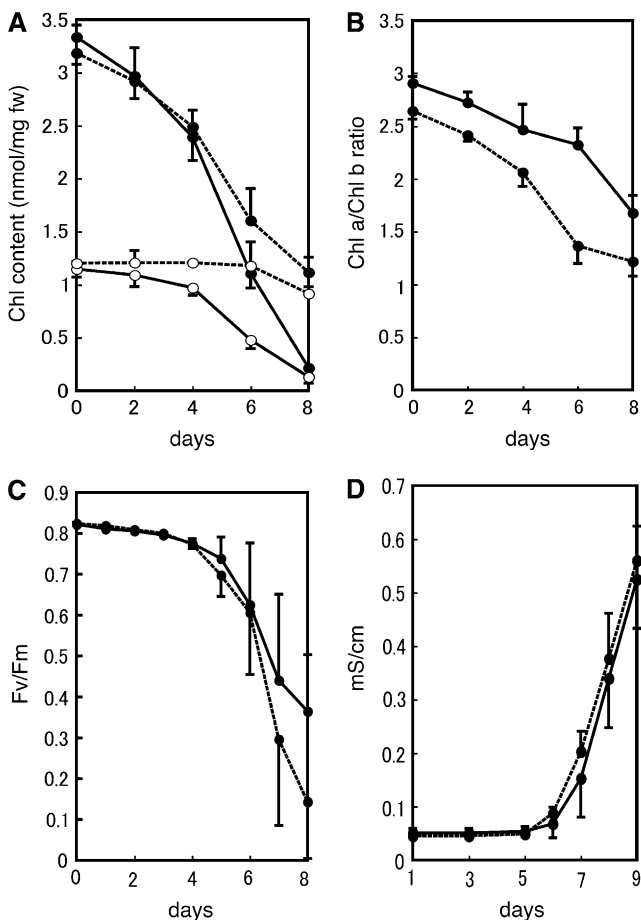 A
Chl content (nmol/mg fw)
3.5
3
2.5
2
1.5
1
0.5
0
0 2 4 6 8
days
B
Chl a/Chl b ratio
3.5
3
2.5
2
1.5
1
0.5
0
0 2 4 6 8
days
C
Fv/Fm
0.9
0.8
0.7
0.6
0.5
0.4
0.3
0.2
0.1
0
0 2 4 6 8
days
D
mS/cm
0.7
0.6
0.5
0.4
0.3
0.2
0.1
0
1 3 5 7 9
days